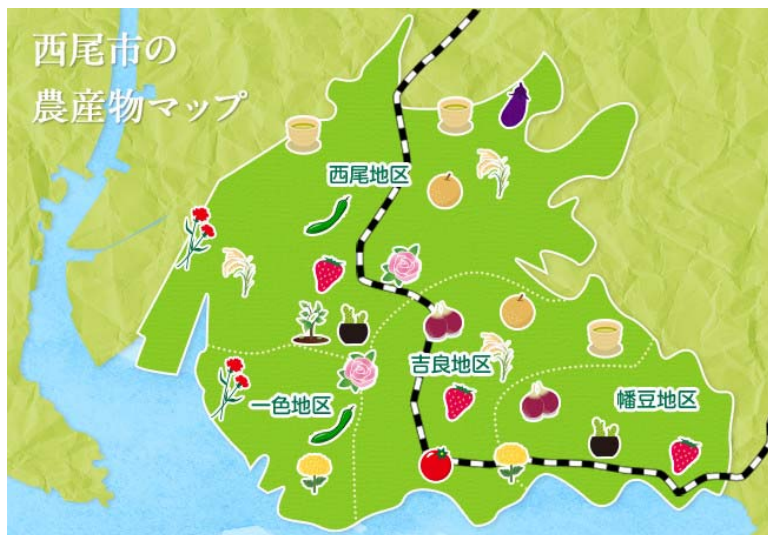 西尾市の
農産物マップ
西尾地区
吉良地区
一色地区
幡豆地区